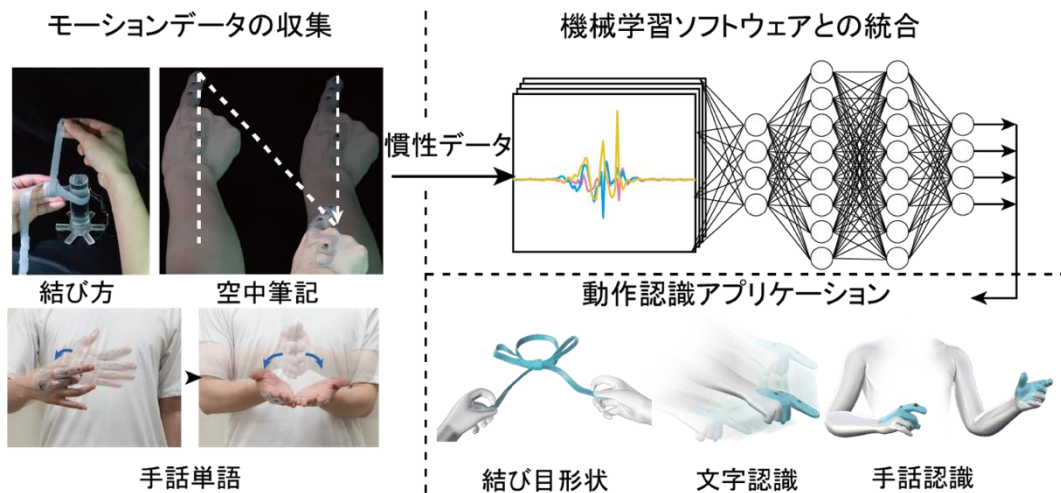 モーションデータの収集
機械学習ソフトウェアとの統合
慣性データ
結び方
空中筆記
動作認識アプリケーション
手話単語
結び目形状
文字認識
手話認識